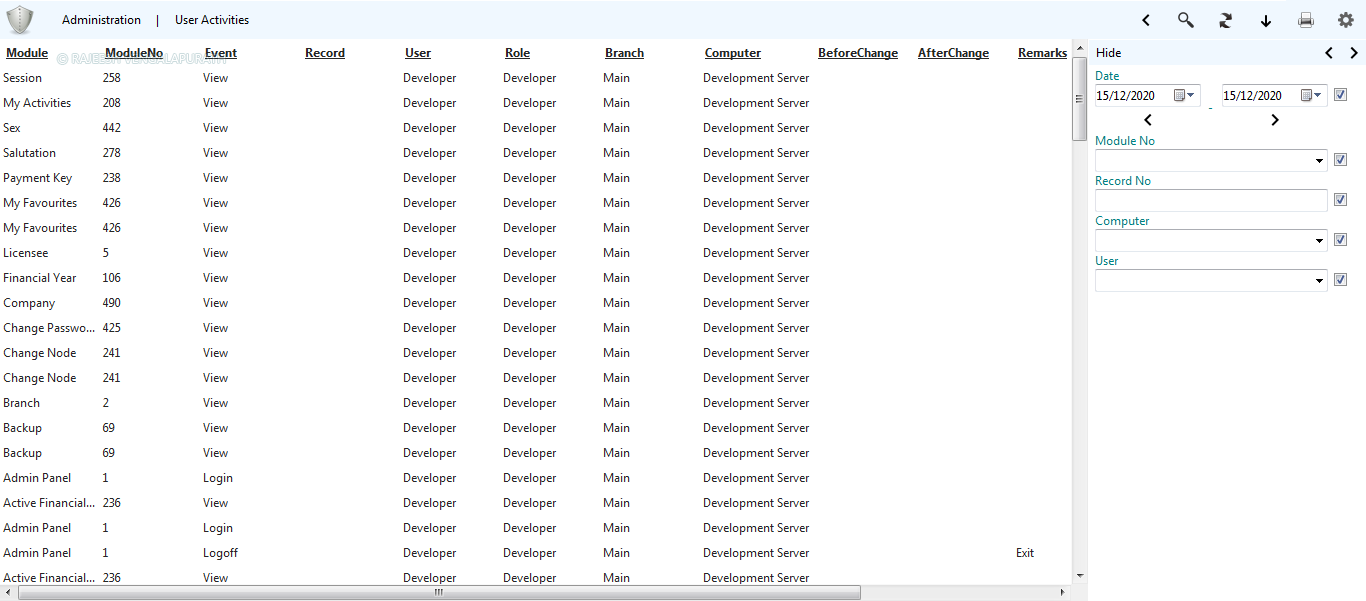 Administration | User Activities
Module ModuleNo Event Record User Role Branch Computer BeforeChange AfterChange Remarks
Session 258 View Developer Developer Main Development Server
My Activities 208 View Developer Developer Main Development Server
Sex 442 View Developer Developer Main Development Server
Salutation 278 View Developer Developer Main Development Server
Payment Key 238 View Developer Developer Main Development Server
My Favourites 426 View Developer Developer Main Development Server
My Favourites 426 View Developer Developer Main Development Server
Licensee 5 View Developer Developer Main Development Server
Financial Year 106 View Developer Developer Main Development Server
Company 490 View Developer Developer Main Development Server
Change Passwo... 425 View Developer Developer Main Development Server
Change Node 241 View Developer Developer Main Development Server
Change Node 241 View Developer Developer Main Development Server
Branch 2 View Developer Developer Main Development Server
Backup 69 View Developer Developer Main Development Server
Backup 69 View Developer Developer Main Development Server
Admin Panel 1 Login Developer Developer Main Development Server
Active Financial... 236 View Developer Developer Main Development Server
Admin Panel 1 Login Developer Developer Main Development Server
Admin Panel 1 Logoff Developer Developer Main Development Server Exit
Active Financial... 236 View Developer Developer Main Development Server
Hide
Date
15/12/2020 - 15/12/2020
Module No
Record No
Computer
User